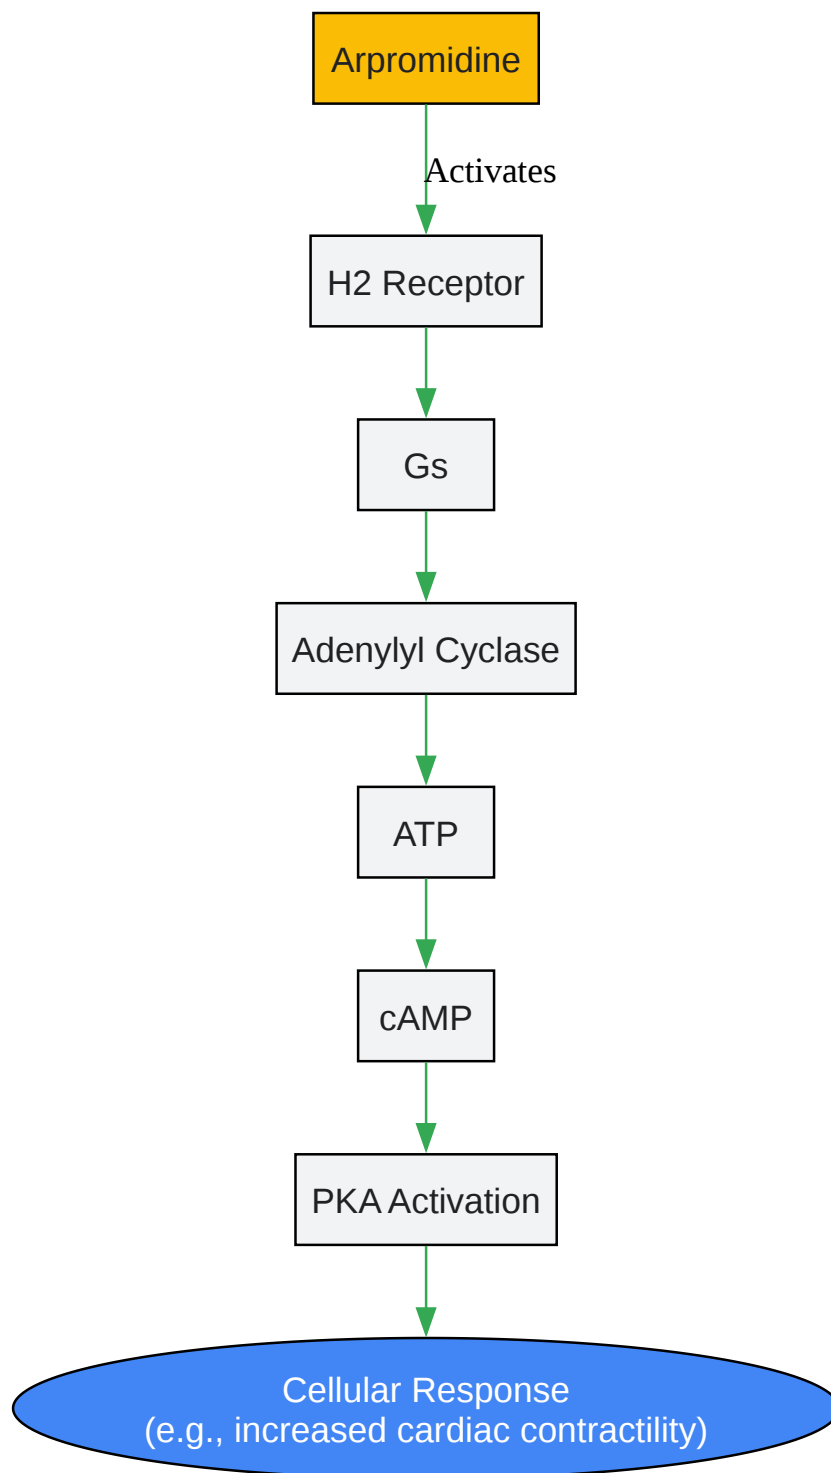 Arpromidine
Activates
H2 Receptor
Gs
Adenylyl Cyclase
ATP
cAMP
PKA Activation
Cellular Response
(e.g., increased cardiac contractility)